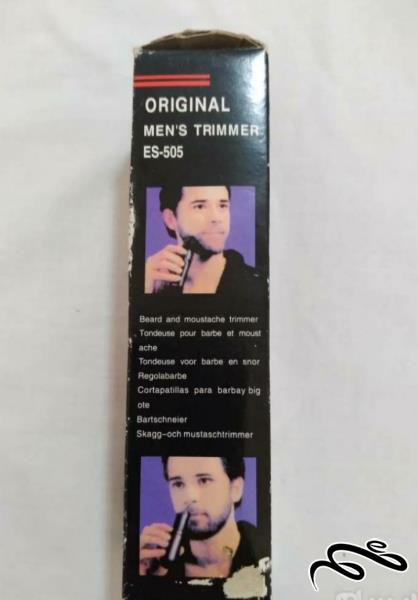 ORIGINAL
MEN'S TRIMMER
ES-505
Beard and moustache trimmer
Tondeuse pour barbe et moust
ache
Tondeuse voor barbe en snor
Regolabarbe
Cortapatillas para barbay big
ote
Bartschneier
Skagg-och mustaschtrimmer